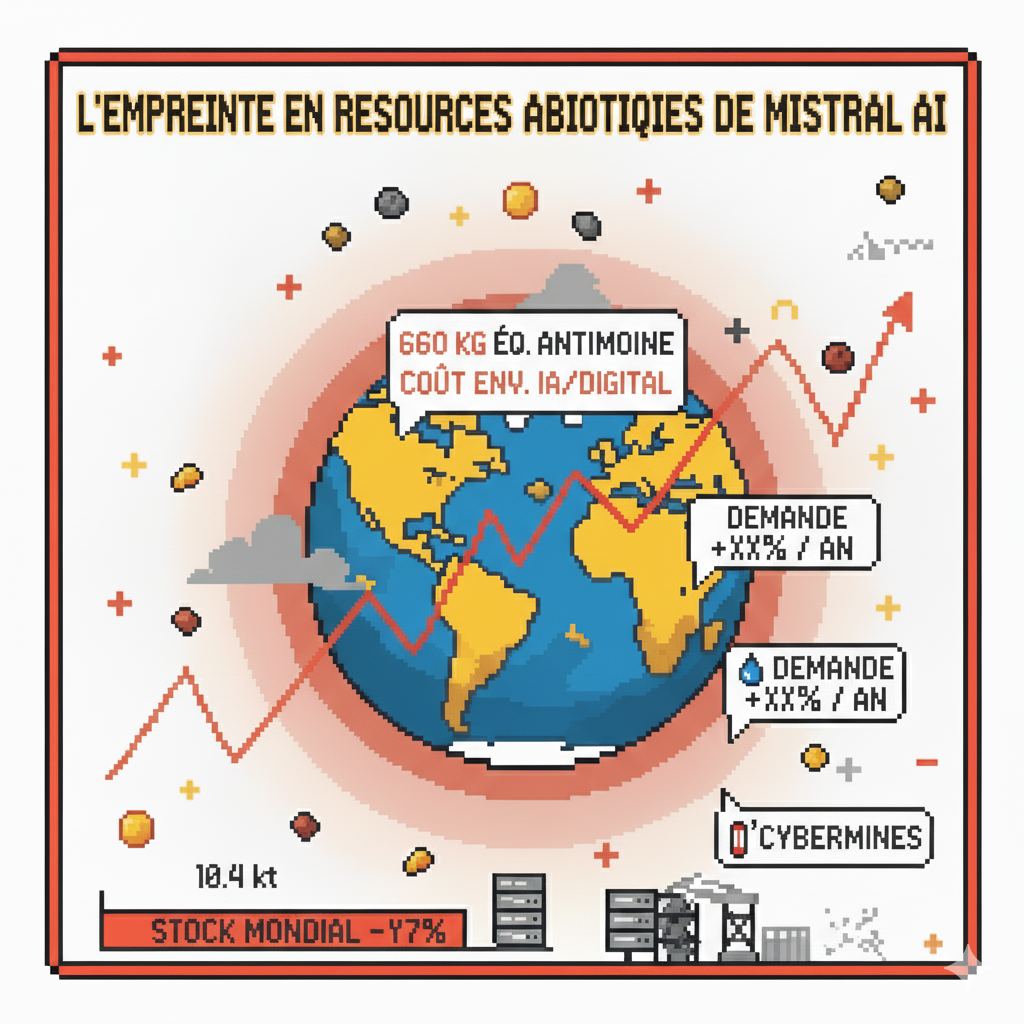 L'EMPREINTE EN RESOURCES ABIOTIQIES DE MISTRAL AI
660 KG ÉQ. ANTIMOINE
COÛT ENV. IA/DIGITAL
DEMANDE
+XX% / AN
DEMANDE
+XX% / AN
'CYBERMINES
10.4 kt
STOCK MONDIAL -Y7%